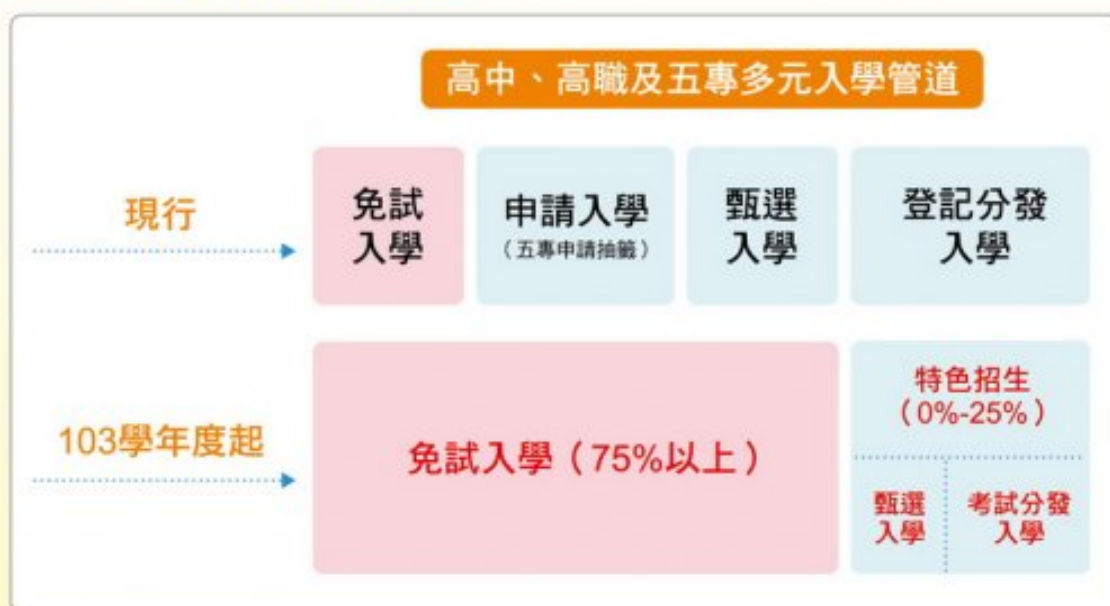 高中、高職及五專多元入學管道
現行
免試
入學
申請入學
（五專申請抽籤）
甄選
入學
登記分發
入學
103學年度起
免試入學（75%以上）
特色招生
（0%-25%）
甄選
入學
考試分發
入學